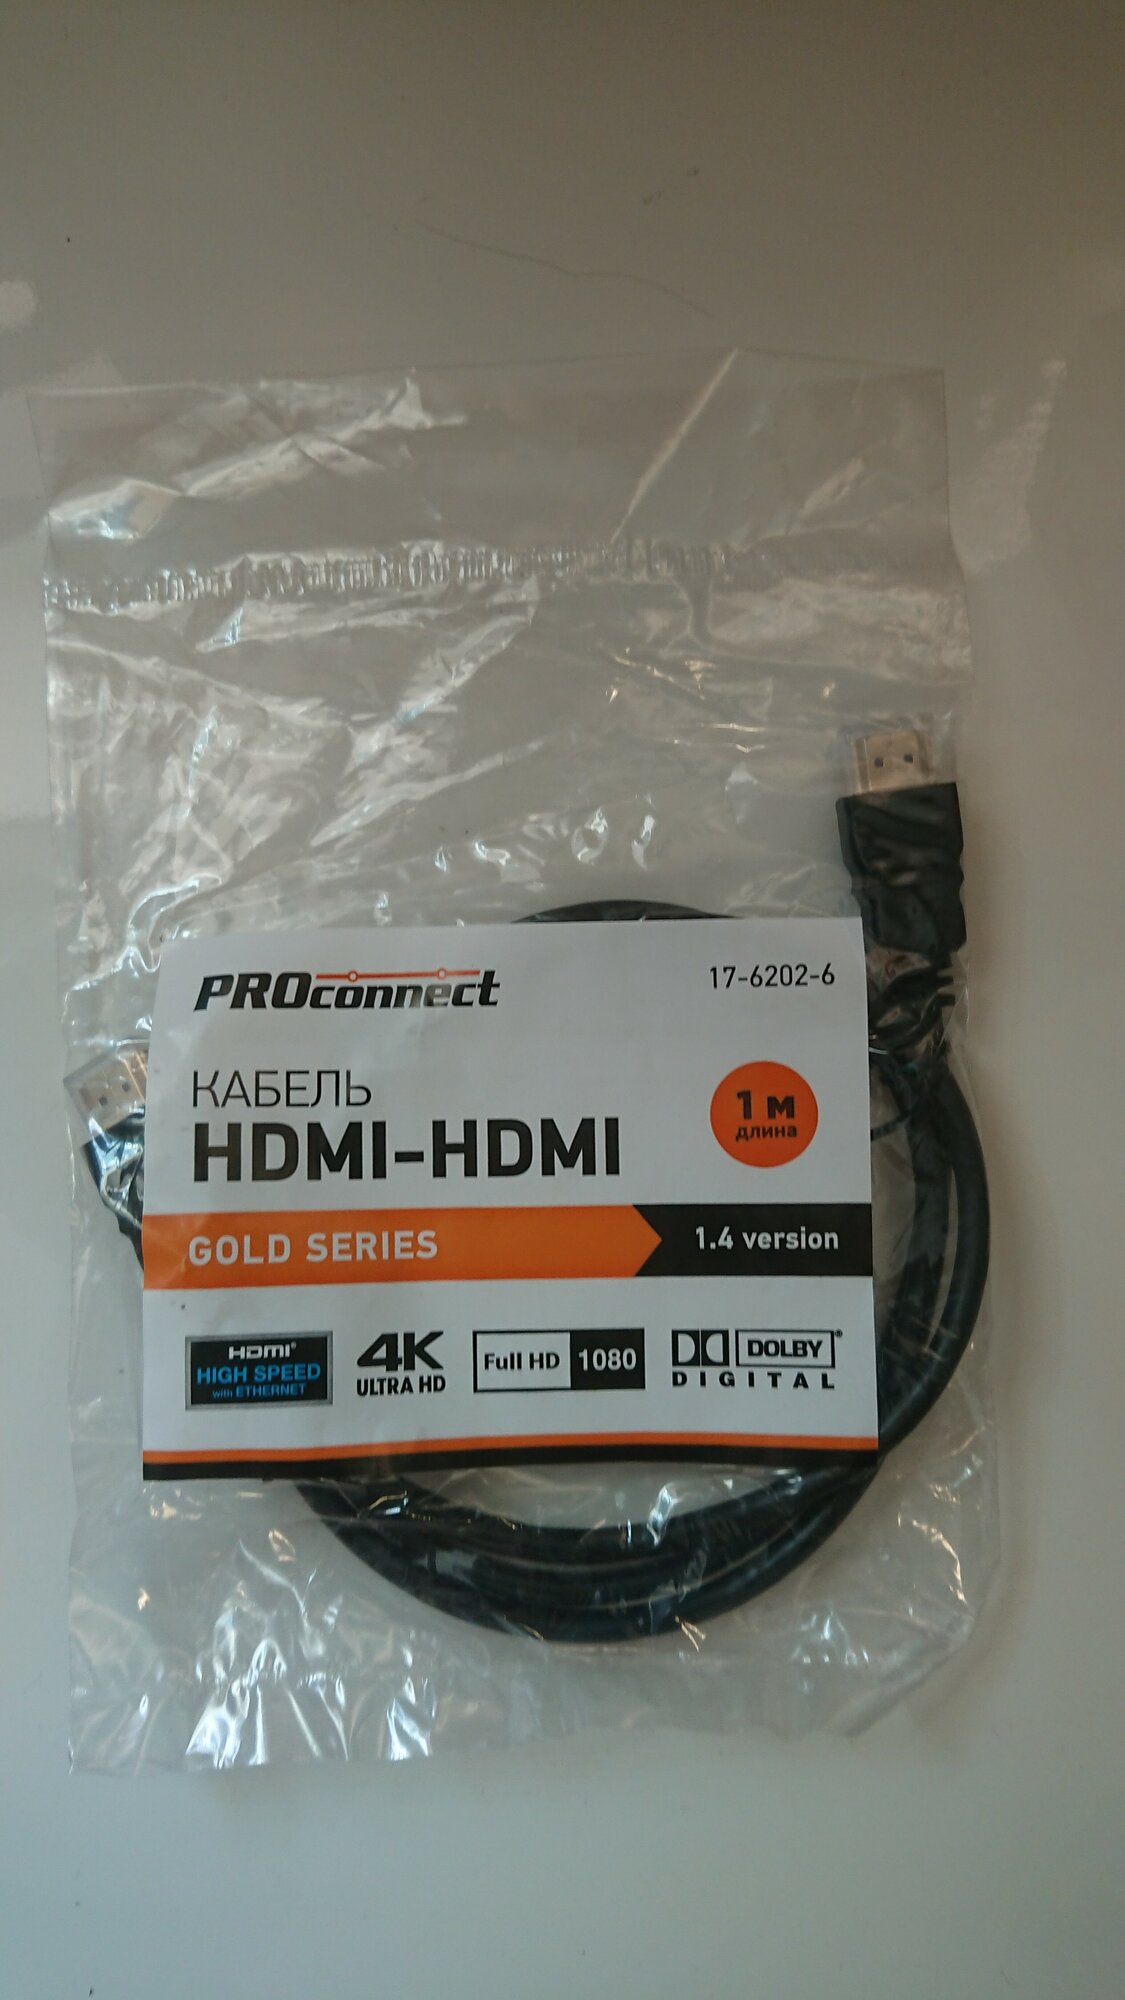 PROconnect
17-6202-6
КАБЕЛЬ
HDMI-HDMI
1 м
длина
GOLD SERIES
1.4 version
HDMI®
HIGH SPEED
with ETHERNET
4K
ULTRA HD
Full HD 1080
DOLBY®
DIGITAL